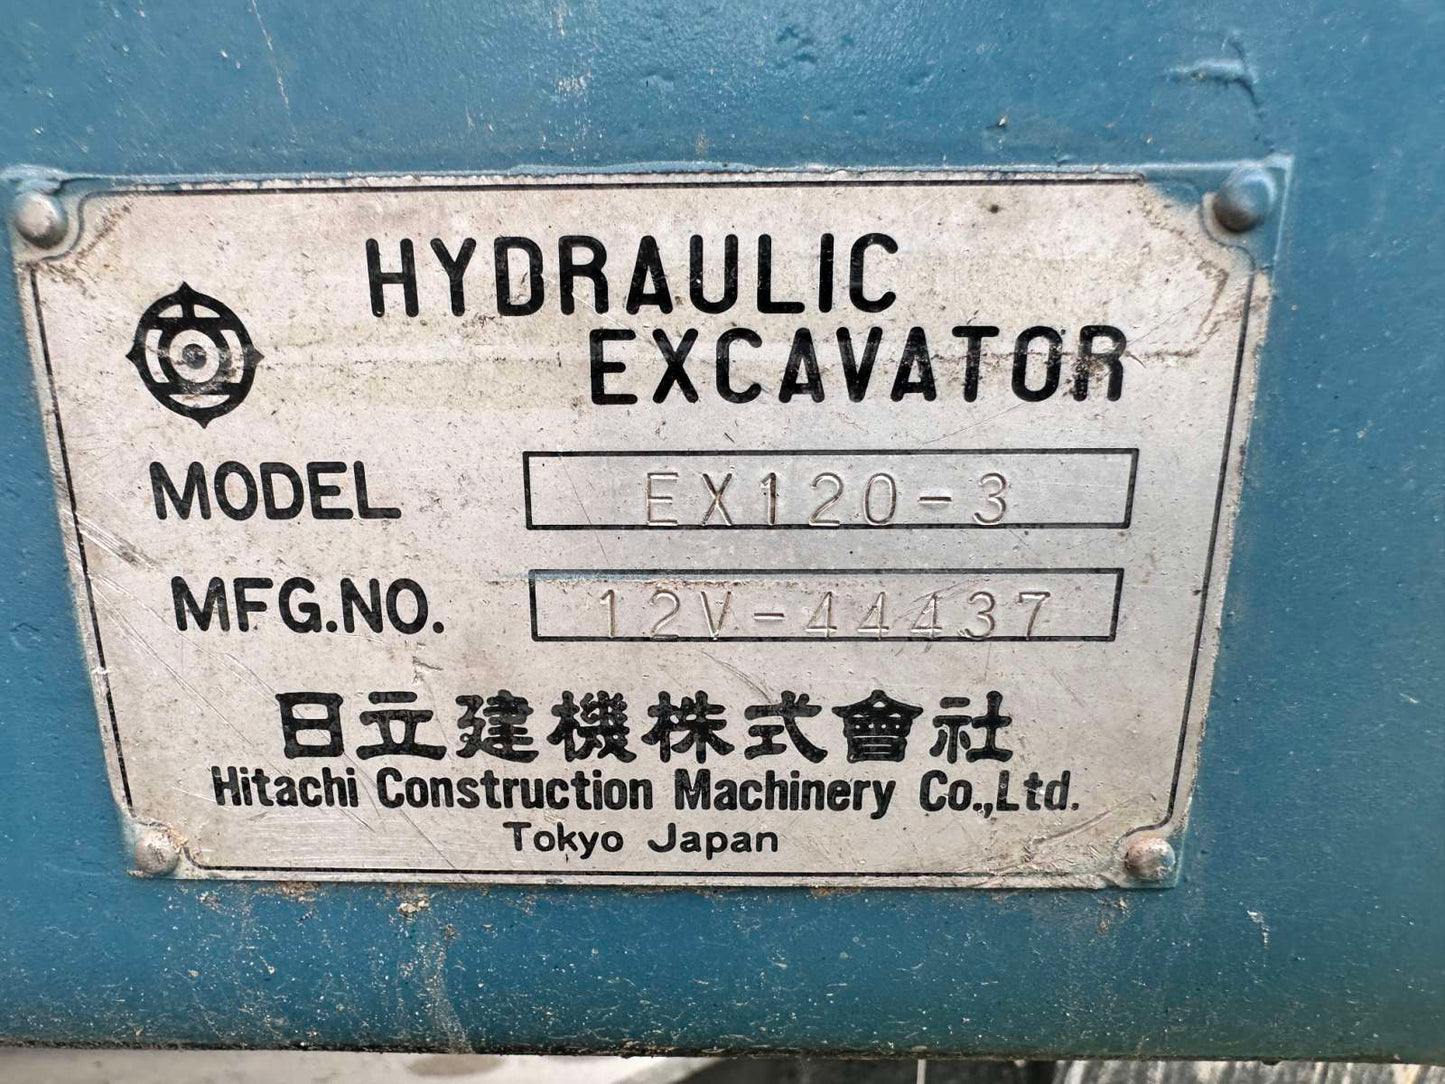 HYDRAULIC
EXCAVATOR
MODEL EX120-3
MFG.NO. 12V-44437
日立建機株式會社
Hitachi Construction Machinery Co.,Ltd.
Tokyo Japan